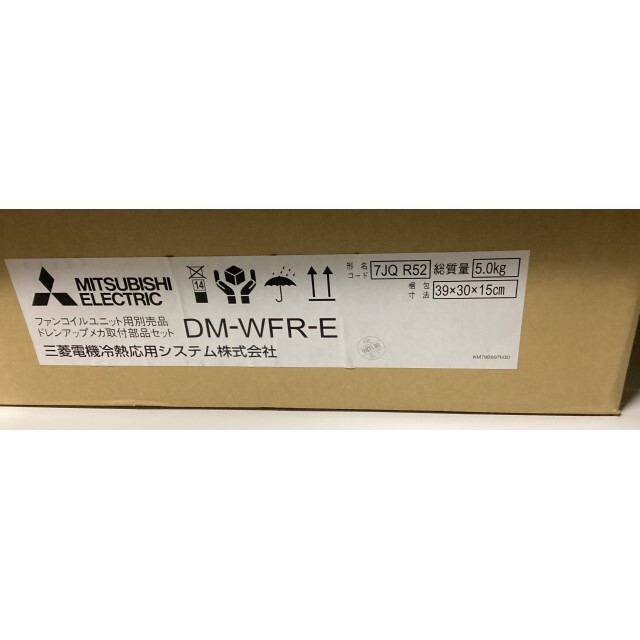 MITSUBISHI
ELECTRIC
14
形名
コード
7JQ R52
総質量
5.0kg
梱包
寸法
39×30×15cm
ファンコイルユニット用別売品
ドレンアップメカ取付部品セット
DM-WFR-E
三菱電機冷熱応用システム株式会社